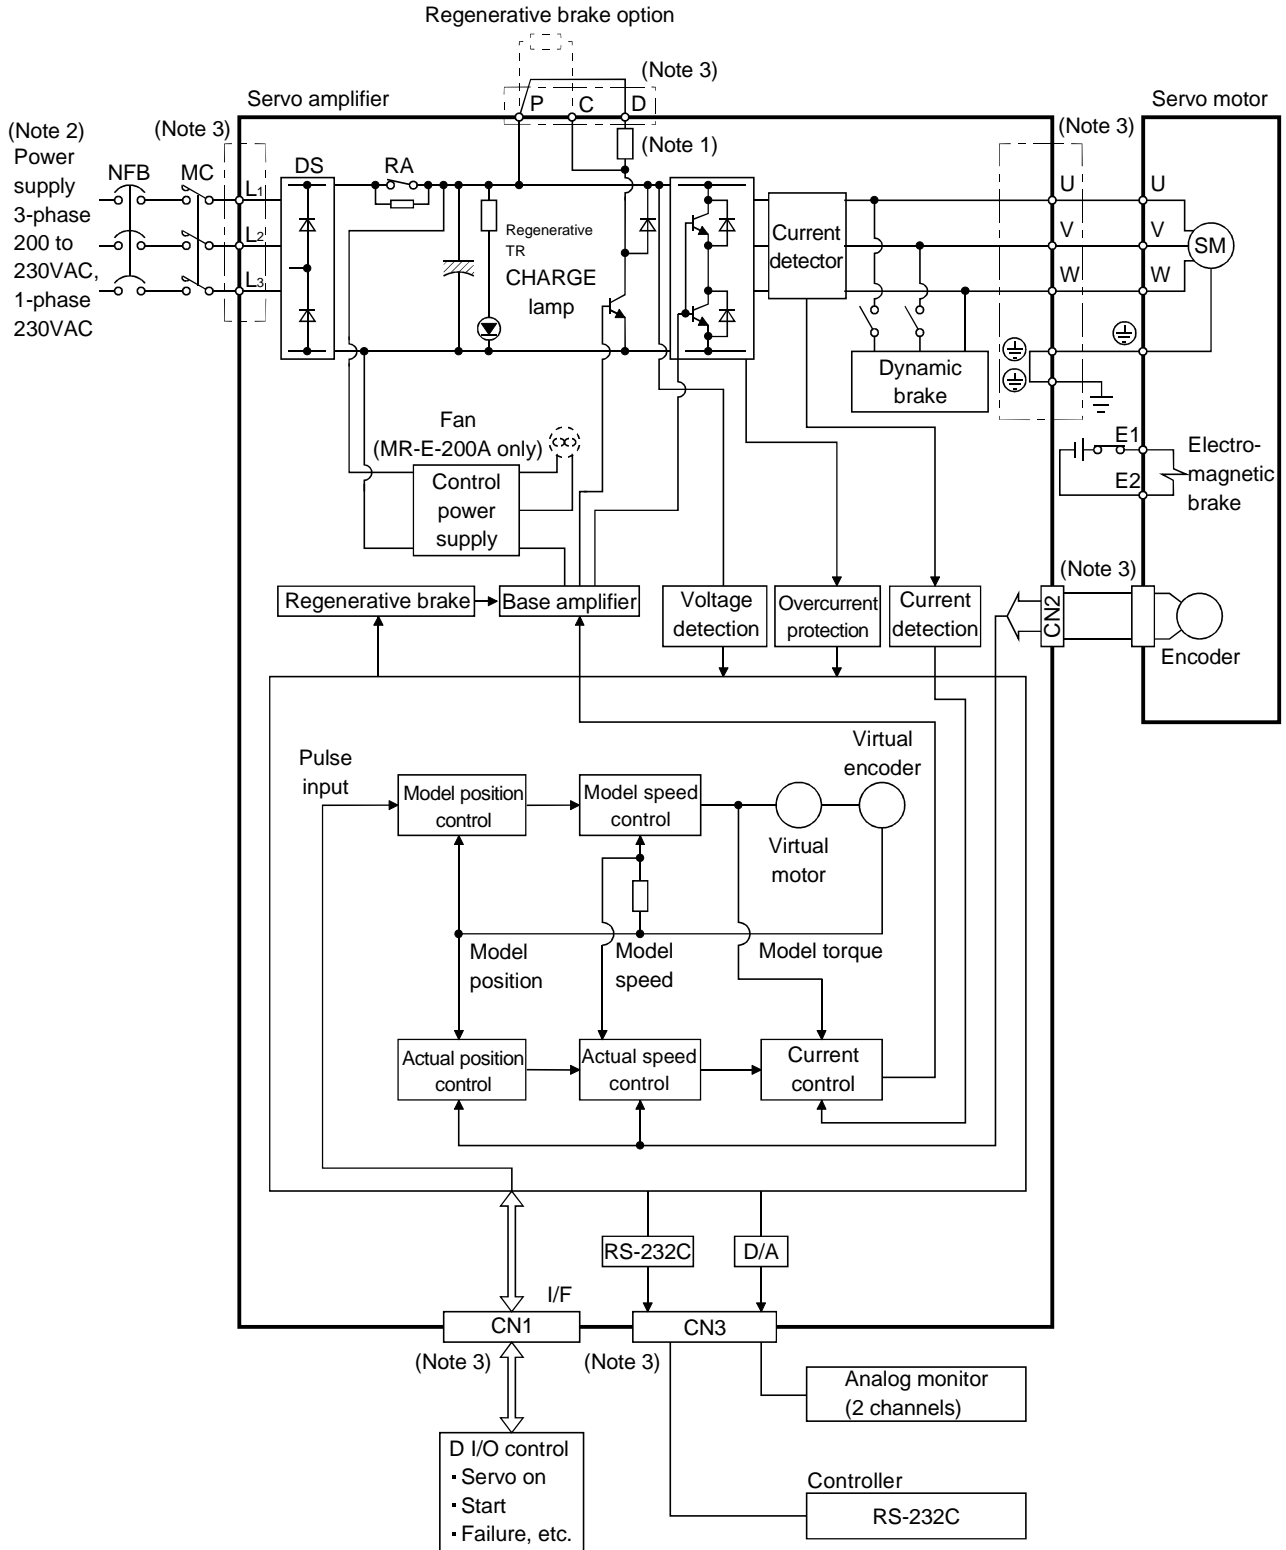 Regenerative brake option
(Note 3)
P C D
Servo amplifier
Servo motor
(Note 2)
Power
supply
3-phase
200 to
230VAC,
1-phase
230VAC
(Note 3)
NFB
MC
L1
L2
L3
DS
RA
(Note 1)
Regenerative
TR
CHARGE
lamp
Current
detector
(Note 3)
U
V
W
U
V
W
SM
Dynamic
brake
Fan
(MR-E-200A only)
Control
power
supply
E1
E2
Electro-
magnetic
brake
Regenerative brake
Base amplifier
Voltage
detection
Overcurrent
protection
Current
detection
(Note 3)
CN2
Encoder
Pulse
input
Model position
control
Model speed
control
Virtual
encoder
Virtual
motor
Model
position
Model
speed
Model torque
Actual position
control
Actual speed
control
Current
control
RS-232C
D/A
I/F
CN1
CN3
(Note 3)
(Note 3)
Analog monitor
(2 channels)
D I/O control
· Servo on
· Start
· Failure, etc.
Controller
RS-232C